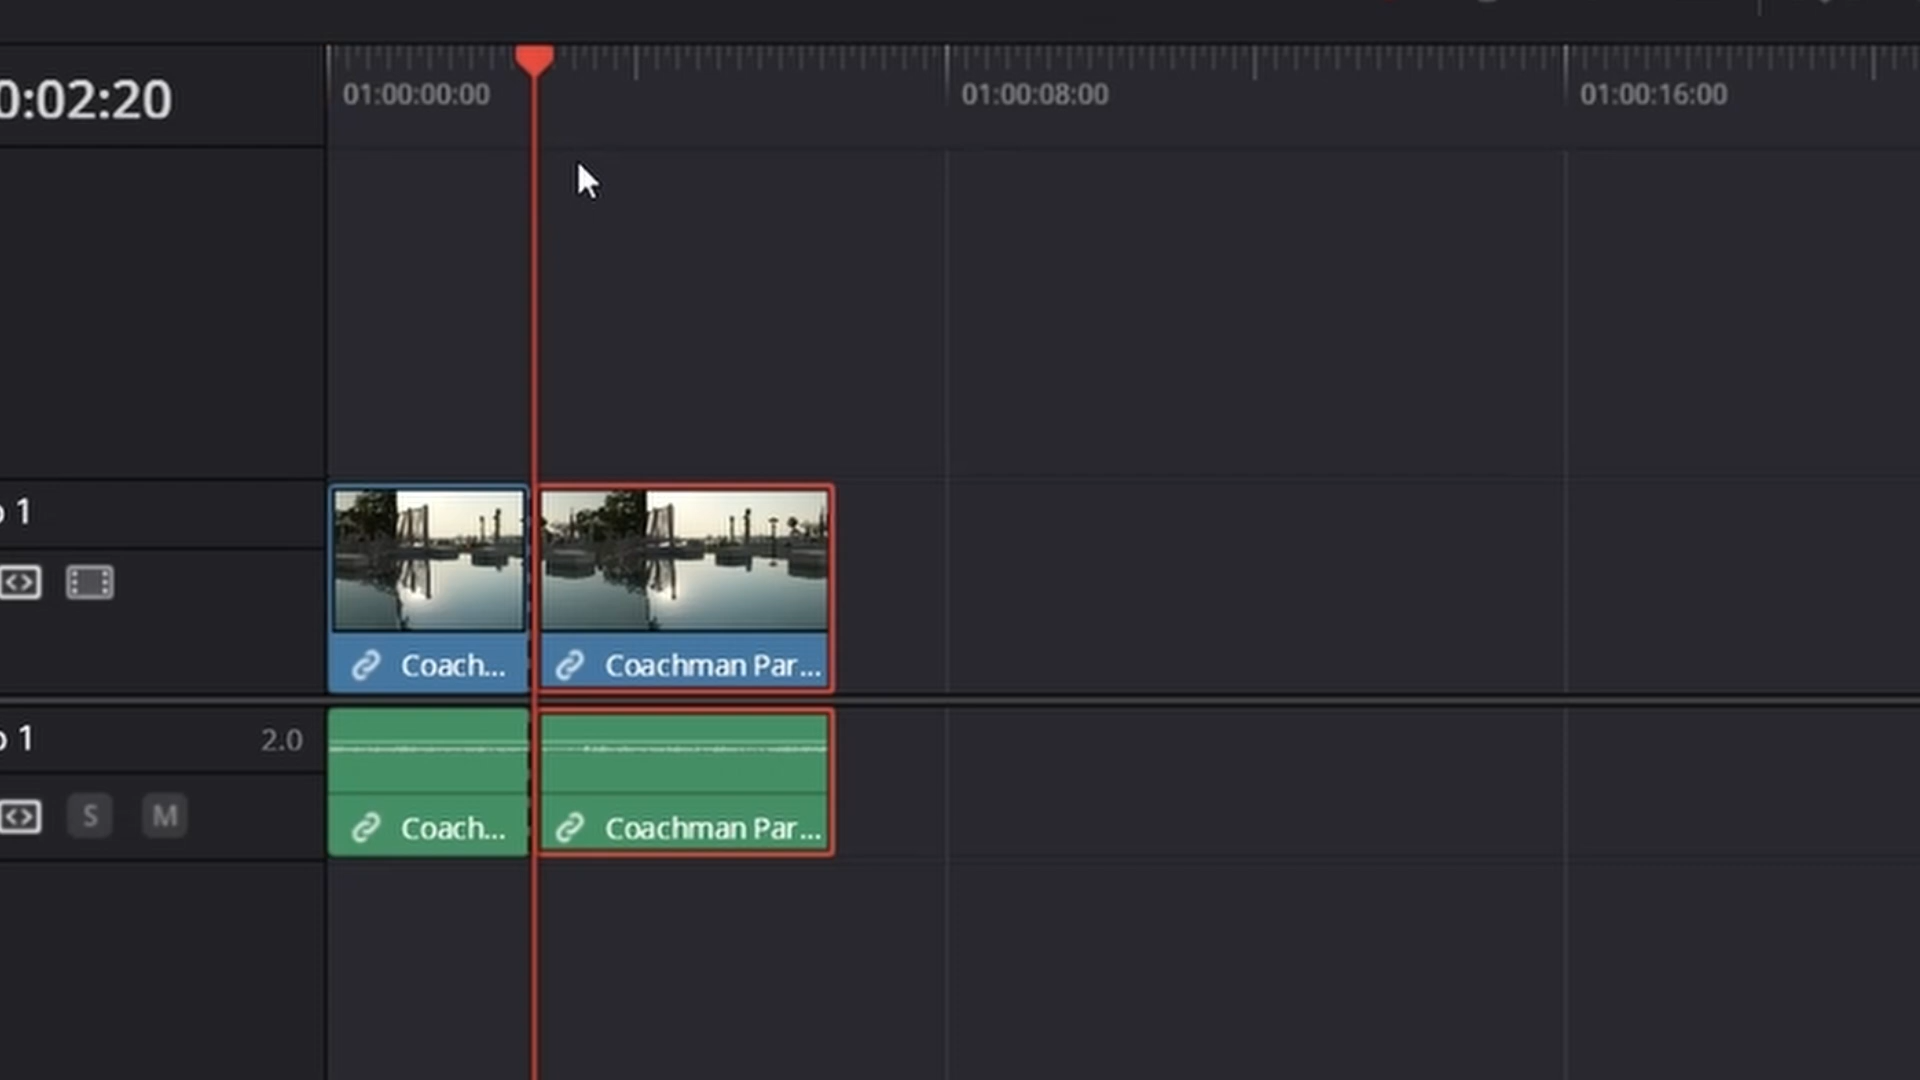 0:02:20
01:00:00:00
01:00:08:00
01:00:16:00
o 1
Coach...
Coachman Par...
o 1
2.0
S
M
Coach...
Coachman Par...